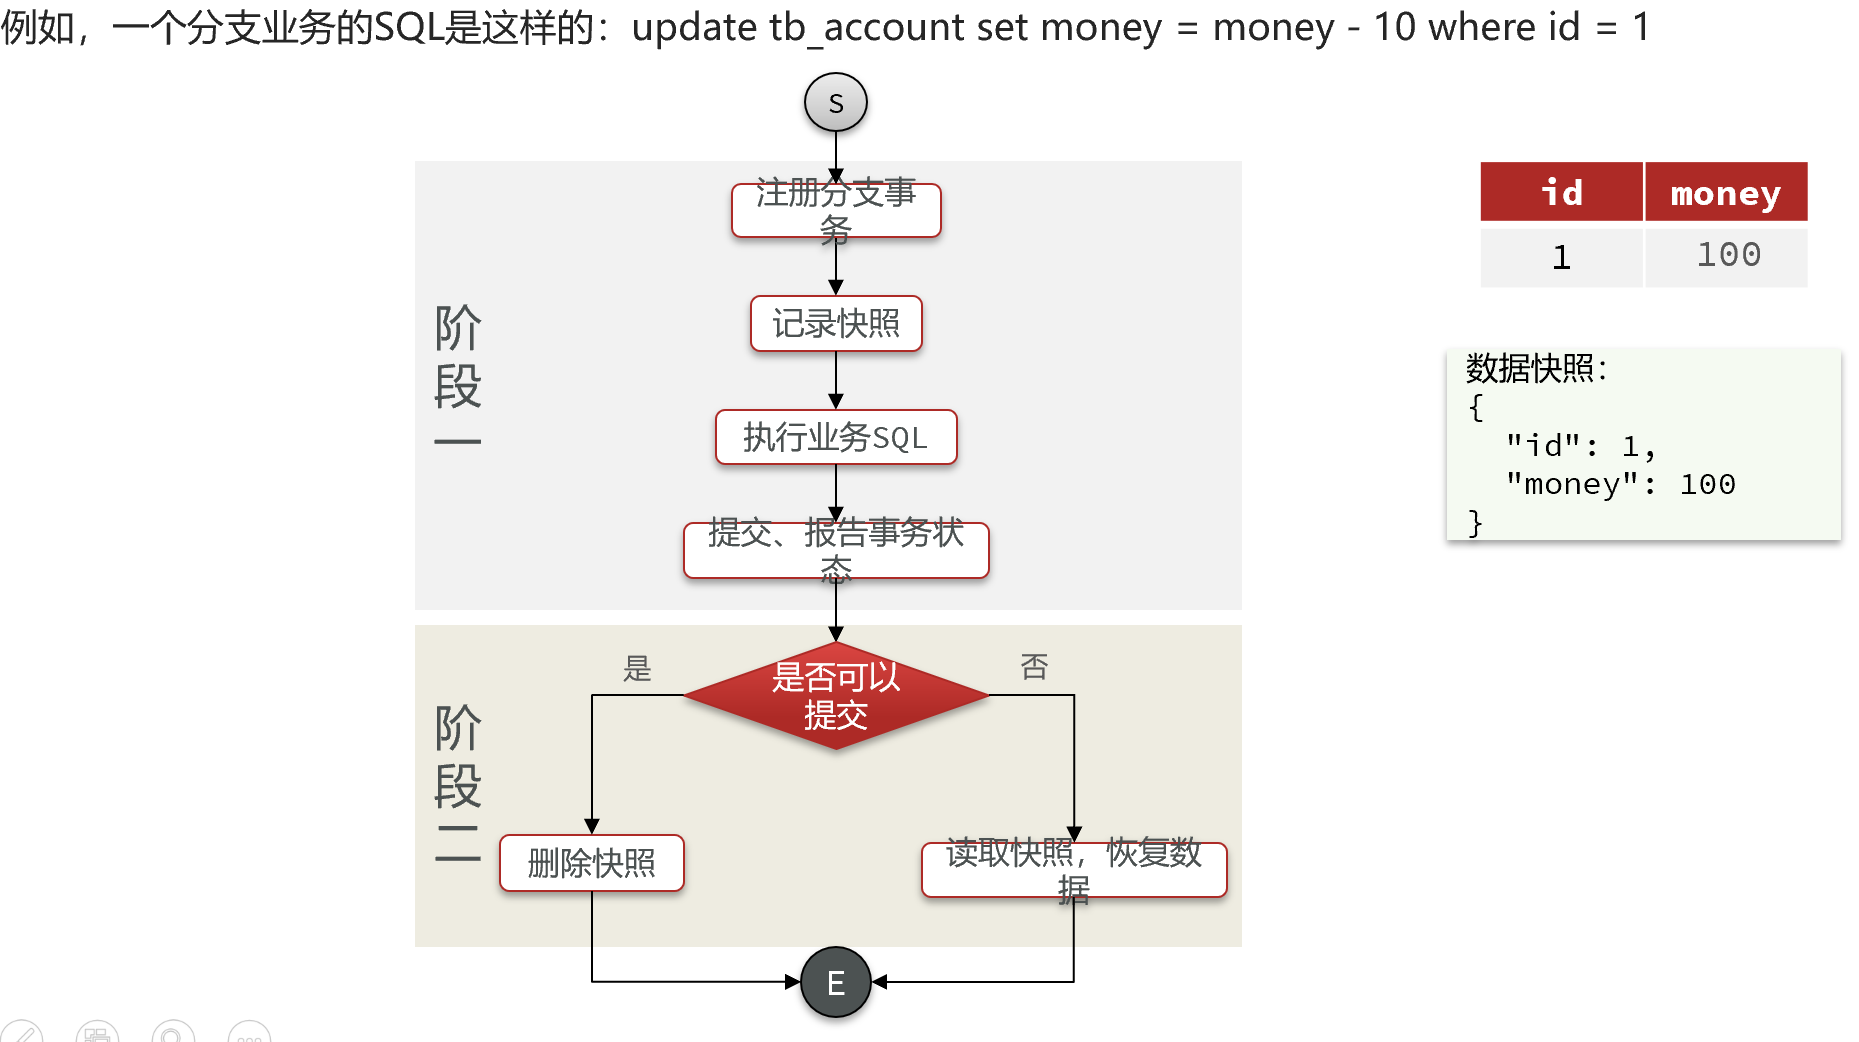 例如，一个分支业务的SQL是这样的：update tb_account set money = money - 10 where id = 1
S
阶段一
注册分支事
务
记录快照
执行业务SQL
提交、报告事务状
态
阶段二
是否可以
提交
是
否
删除快照
读取快照，恢复数
据
E
id money
1 100
数据快照：
{
"id": 1,
"money": 100
}